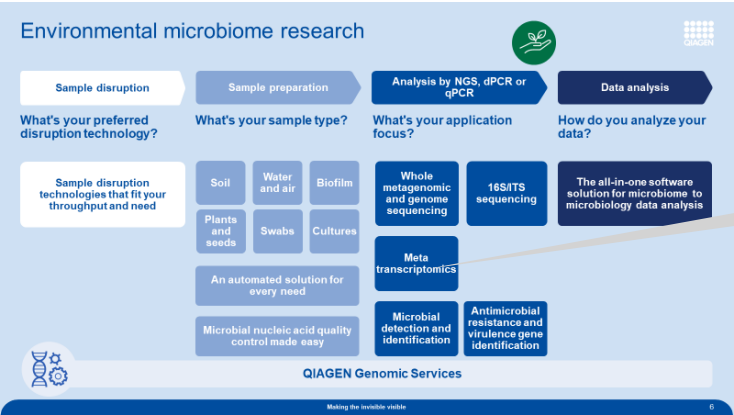 Environmental microbiome research
QIAGEN
Sample disruption
Sample preparation
Analysis by NGS, dPCR or
qPCR
Data analysis
What's your preferred
disruption technology?
What's your sample type?
What's your application
focus?
How do you analyze your
data?
Sample disruption
technologies that fit your
throughput and need
Soil
Water
and air
Biofilm
Plants
and
seeds
Swabs
Cultures
An automated solution for
every need
Microbial nucleic acid quality
control made easy
Whole
metagenomic
and genome
sequencing
16S/ITS
sequencing
Meta
transcriptomics
Microbial
detection and
identification
Antimicrobial
resistance and
virulence gene
identification
The all-in-one software
solution for microbiome to
microbiology data analysis
QIAGEN Genomic Services
Making the invisible visible
6